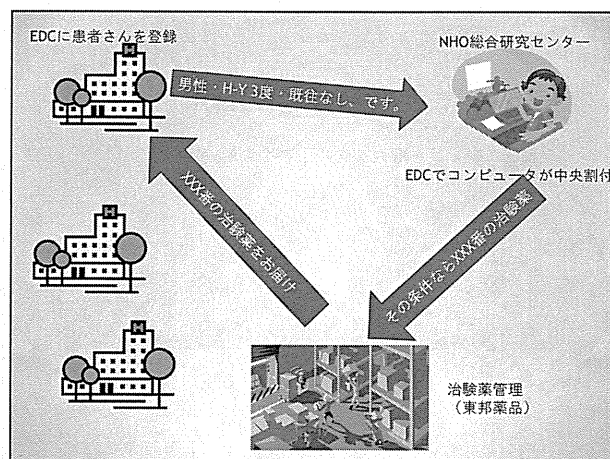 EDCに患者さんを登録
NHO総合研究センター
男性・H-Y 3度・既往なし、です。
EDCでコンピュータが中央割付
XXX番の治験薬をお届け
その条件ならXXX番の治験薬
治験薬管理
（東邦薬品）
H
H
H